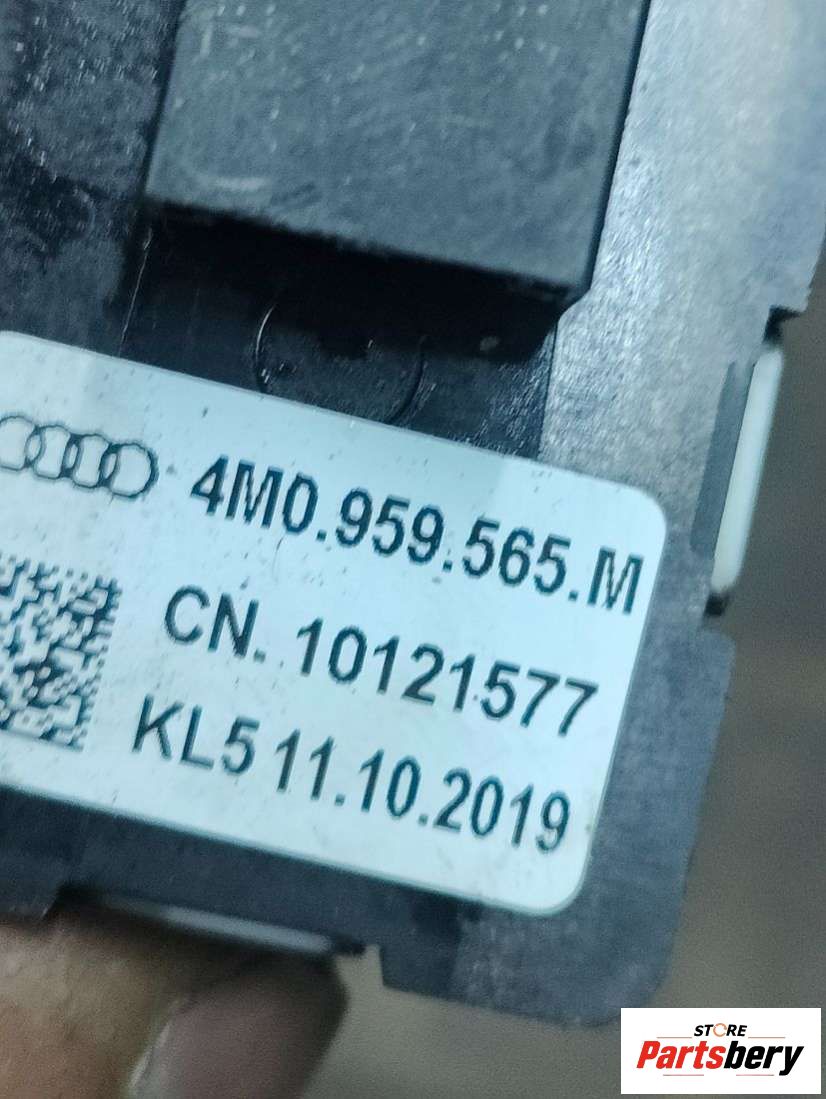 4M0.959.565.M
CN. 10121577
KL5 11.10.2019
STORE
Partsbery